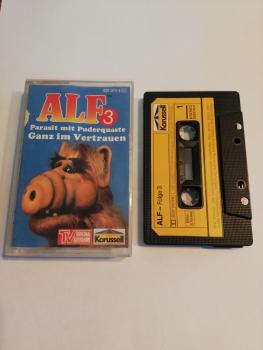 ALF 3
Parasit mit Puderquaste
Ganz im Vertrauen
TV
Karussell
Karussell
1
ALF – Folge 3